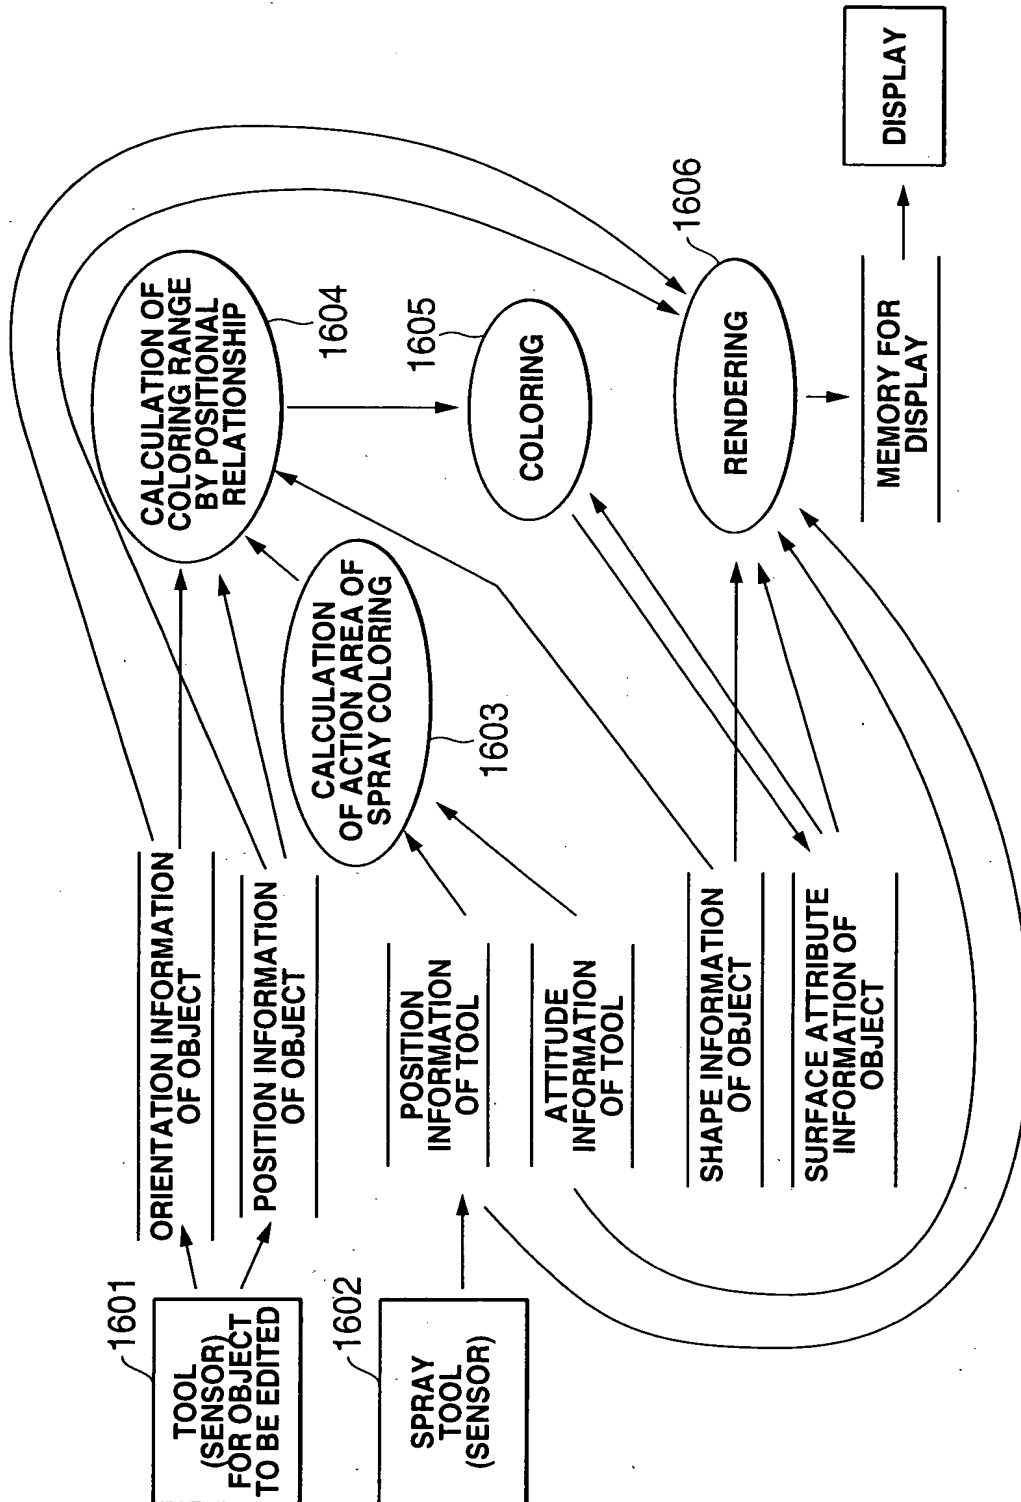 1601
TOOL
(SENSOR)
FOR OBJECT
TO BE EDITED
1602
SPRAY
TOOL
(SENSOR)
ORIENTATION INFORMATION
OF OBJECT
POSITION INFORMATION
OF OBJECT
POSITION
INFORMATION
OF TOOL
ATTITUDE
INFORMATION
OF TOOL
SHAPE INFORMATION
OF OBJECT
SURFACE ATTRIBUTE
INFORMATION OF
OBJECT
CALCULATION
OF ACTION AREA OF
SPRAY COLORING
1603
CALCULATION OF
COLORING RANGE
BY POSITIONAL
RELATIONSHIP
1604
1605
COLORING
1606
RENDERING
MEMORY FOR
DISPLAY
DISPLAY